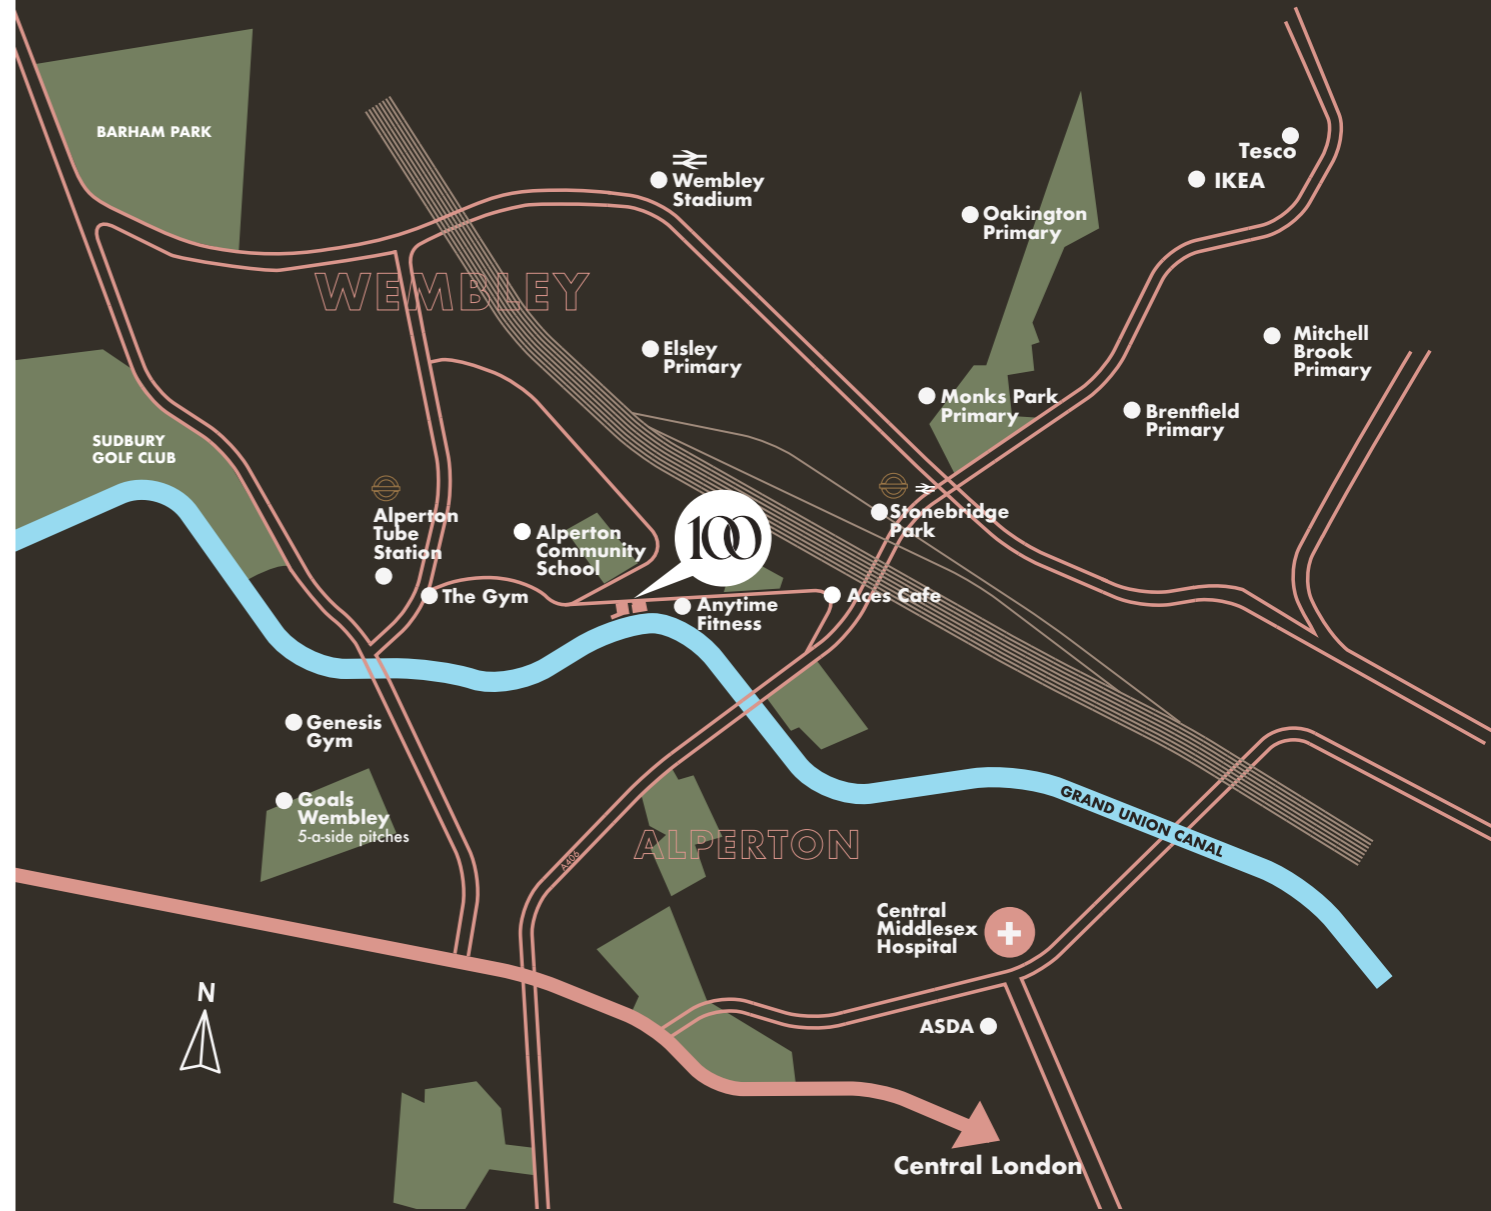 BARHAM PARK
Tesco
IKEA
Wembley
Stadium
Oakington
Primary
WEMBLEY
Elsley
Primary
Mitchell
Brook
Primary
Monks Park
Primary
Brentfield
Primary
SUDBURY
GOLF CLUB
Alperton
Tube
Station
Alperton
Community
School
100
Stonebridge
Park
The Gym
Anytime
Fitness
Aces Cafe
Genesis
Gym
Goals
Wembley
5-a-side pitches
GRAND UNION CANAL
ALPERTON
A406
Central
Middlesex
Hospital
N
ASDA
Central London